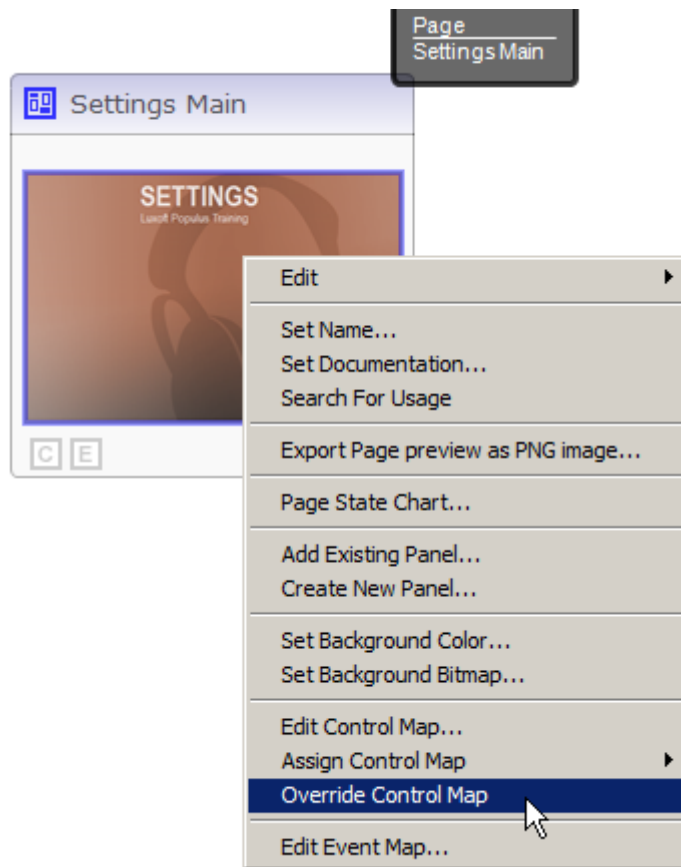 Page
Settings Main
Settings Main
SETTINGS
Luxoft Populus Training
C E
Edit
Set Name...
Set Documentation...
Search For Usage
Export Page preview as PNG image...
Page State Chart...
Add Existing Panel...
Create New Panel...
Set Background Color...
Set Background Bitmap...
Edit Control Map...
Assign Control Map
Override Control Map
Edit Event Map...